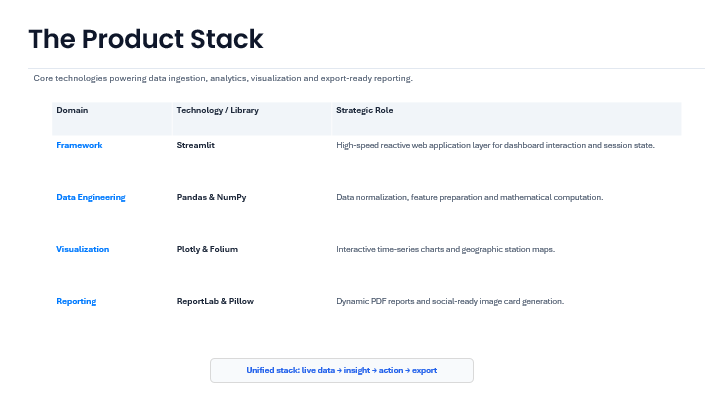 The Product Stack
Core technologies powering data ingestion, analytics, visualization and export-ready reporting.
Domain Technology / Library Strategic Role
Framework Streamlit High-speed reactive web application layer for dashboard interaction and session state.
Data Engineering Pandas & NumPy Data normalization, feature preparation and mathematical computation.
Visualization Plotly & Folium Interactive time-series charts and geographic station maps.
Reporting ReportLab & Pillow Dynamic PDF reports and social-ready image card generation.
Unified stack: live data → insight → action → export